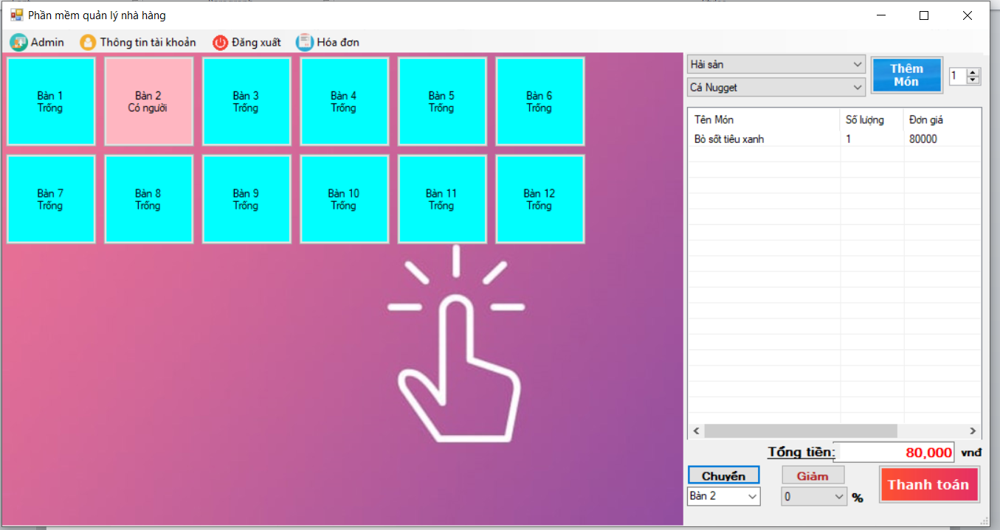 Phần mềm quản lý nhà hàng
Admin Thông tin tài khoản Đăng xuất Hóa đơn
Bàn 1
Trống
Bàn 2
Có người
Bàn 3
Trống
Bàn 4
Trống
Bàn 5
Trống
Bàn 6
Trống
Bàn 7
Trống
Bàn 8
Trống
Bàn 9
Trống
Bàn 10
Trống
Bàn 11
Trống
Bàn 12
Trống
Hải sản
Cá Nugget
Thêm
Món
1
Tên Món Số lượng Đơn giá
Bò sốt tiêu xanh 1 80000
Tổng tiền: 80,000 vnđ
Chuyển Giảm
Bàn 2 0 %
Thanh toán